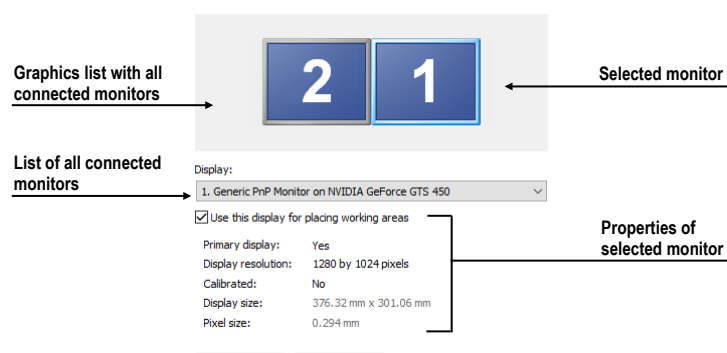 Graphics list with all
connected monitors
2
1
Selected monitor
List of all connected
monitors
Display:
1. Generic PnP Monitor on NVIDIA GeForce GTS 450
Use this display for placing working areas
Primary display: Yes
Display resolution: 1280 by 1024 pixels
Calibrated: No
Display size: 376.32 mm x 301.06 mm
Pixel size: 0.294 mm
Properties of
selected monitor